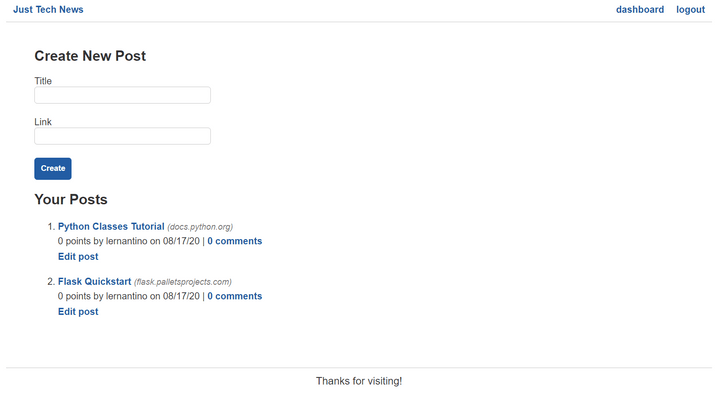 Just Tech News dashboard logout
Create New Post
Title
Link
Create
Your Posts
1. Python Classes Tutorial (docs.python.org)
0 points by lernantino on 08/17/20 | 0 comments
Edit post
2. Flask Quickstart (flask.palletsprojects.com)
0 points by lernantino on 08/17/20 | 0 comments
Edit post
Thanks for visiting!